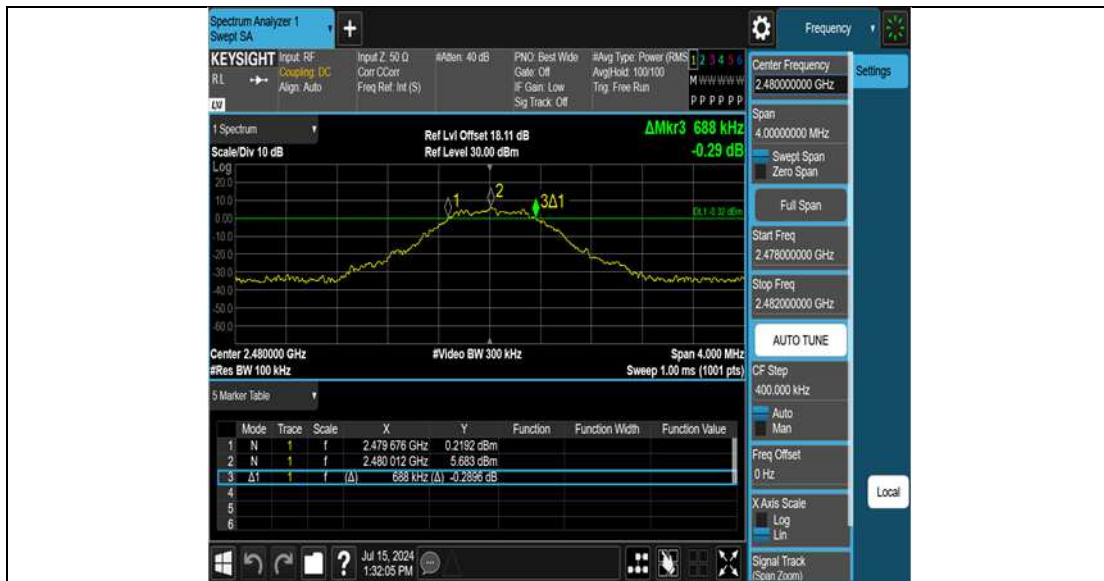 Spectrum Analyzer 1
Swept SA
+
Frequency
KEYSIGHT Input: RF Input Z: 50 Ω #Atten: 40 dB PNO: Best Wide #Avg Type: Power (RMS 1 2 3 4 5 6
RL Coupling: DC Corr CCorr Gate: Off Avg|Hold: 100/100 M W W W W W
Align: Auto Freq Ref: Int (S) IF Gain: Low Trig: Free Run
Sig Track: Off P P P P P P
LXI
1 Spectrum
Ref Lvl Offset 18.11 dB
ΔMkr3 688 kHz
Scale/Div 10 dB
Ref Level 30.00 dBm
-0.29 dB
Log
20.0
10.0
0.00
-10.0
-20.0
-30.0
-40.0
-50.0
-60.0
1
2
3Δ1
DL1 -0.32 dBm
Center 2.480000 GHz #Video BW 300 kHz Span 4.000 MHz
#Res BW 100 kHz Sweep 1.00 ms (1001 pts)
5 Marker Table
Mode Trace Scale X Y Function Function Width Function Value
1 N 1 f 2.479 676 GHz 0.2192 dBm
2 N 1 f 2.480 012 GHz 5.683 dBm
3 Δ1 1 f (Δ) 688 kHz (Δ) -0.2896 dB
4
5
6
Jul 15, 2024
1:32:05 PM
?
Center Frequency
2.480000000 GHz
Settings
Span
4.00000000 MHz
Swept Span
Zero Span
Full Span
Start Freq
2.478000000 GHz
Stop Freq
2.482000000 GHz
AUTO TUNE
CF Step
400.000 kHz
Auto
Man
Freq Offset
0 Hz
X Axis Scale
Log
Lin
Local
Signal Track
(Span Zoom)